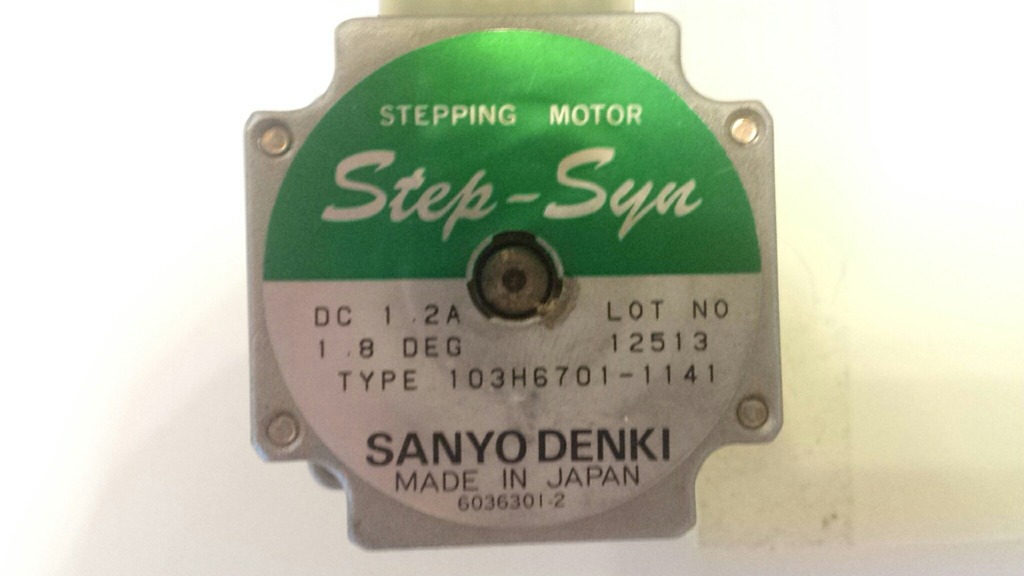 STEPPING MOTOR
Step-Syn
DC 1.2A LOT NO
1.8 DEG 12513
TYPE 103H6701-1141
SANYO DENKI
MADE IN JAPAN
6036301-2